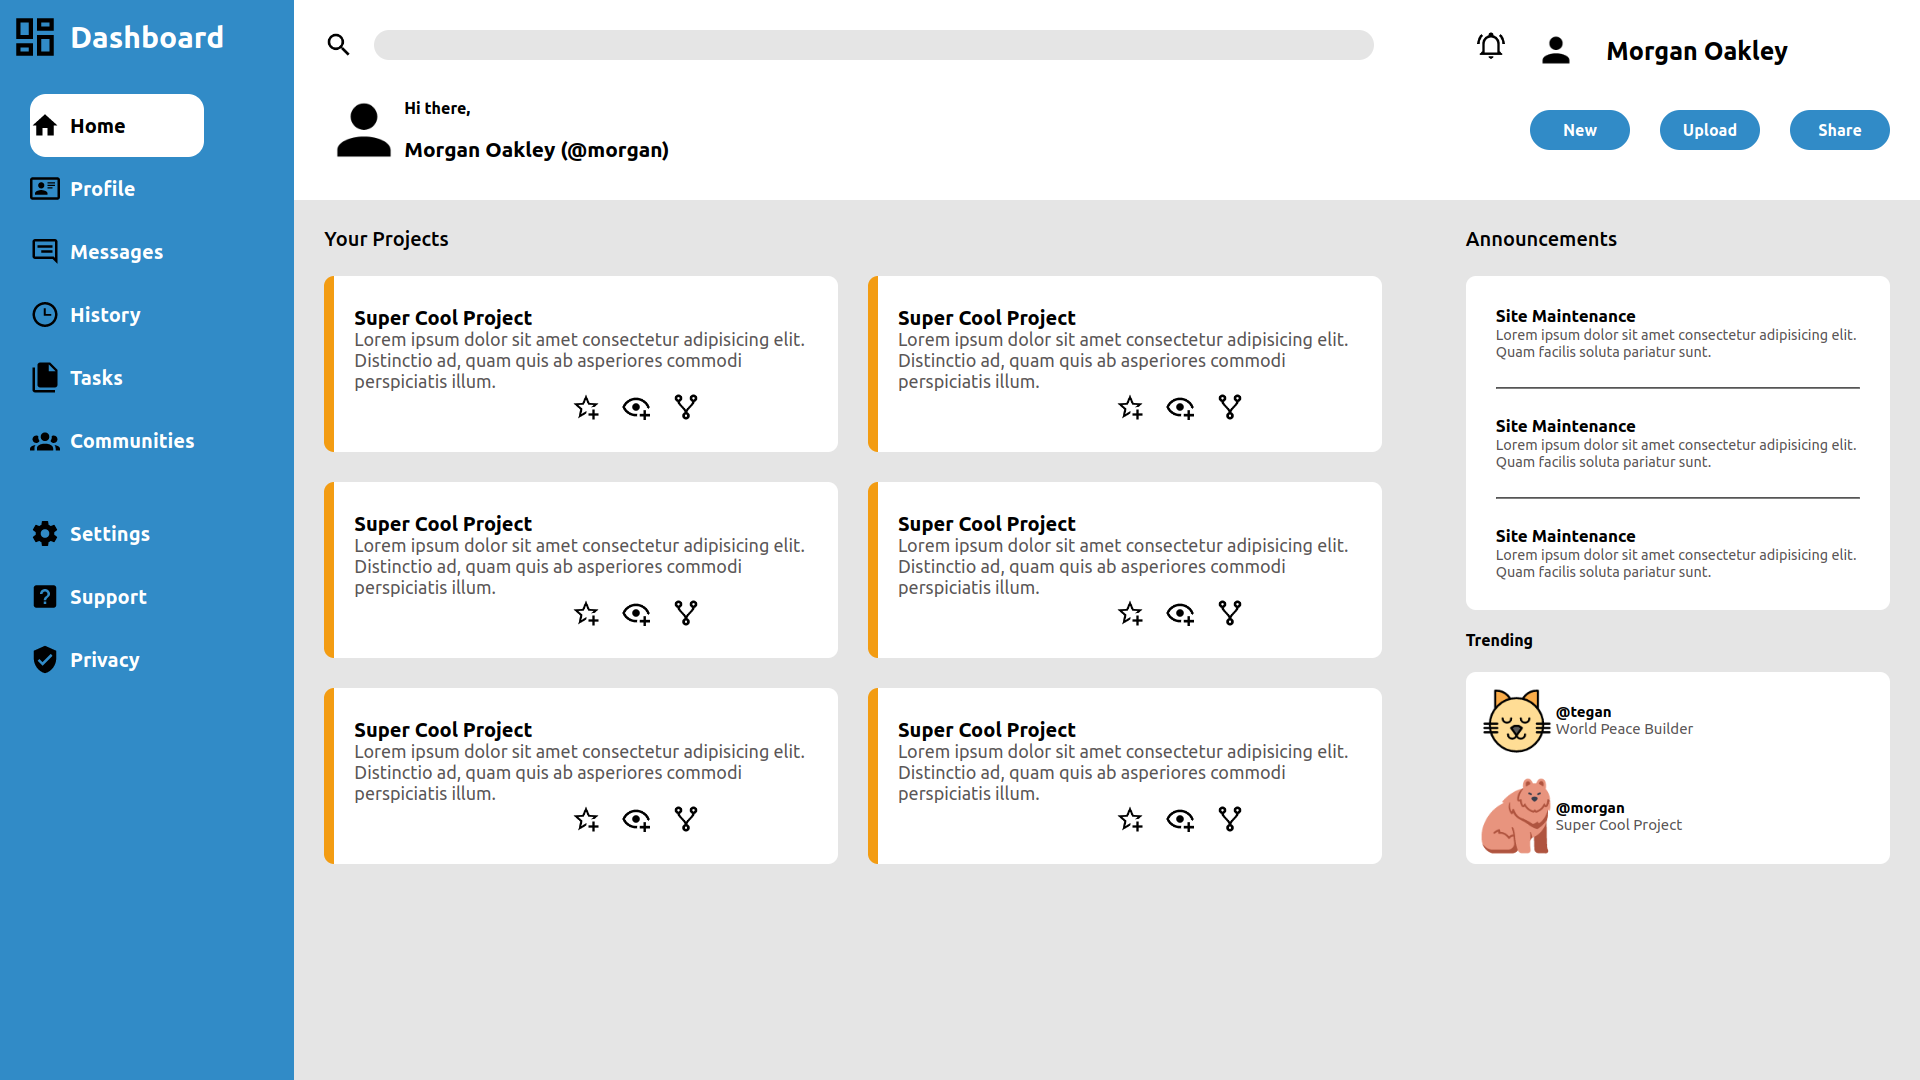 Dashboard
Home
Profile
Messages
History
Tasks
Communities
Settings
Support
Privacy
Morgan Oakley
Hi there,
Morgan Oakley (@morgan)
New
Upload
Share
Your Projects
Super Cool Project
Lorem ipsum dolor sit amet consectetur adipisicing elit.
Distinctio ad, quam quis ab asperiores commodi
perspiciatis illum.
Super Cool Project
Lorem ipsum dolor sit amet consectetur adipisicing elit.
Distinctio ad, quam quis ab asperiores commodi
perspiciatis illum.
Super Cool Project
Lorem ipsum dolor sit amet consectetur adipisicing elit.
Distinctio ad, quam quis ab asperiores commodi
perspiciatis illum.
Super Cool Project
Lorem ipsum dolor sit amet consectetur adipisicing elit.
Distinctio ad, quam quis ab asperiores commodi
perspiciatis illum.
Super Cool Project
Lorem ipsum dolor sit amet consectetur adipisicing elit.
Distinctio ad, quam quis ab asperiores commodi
perspiciatis illum.
Super Cool Project
Lorem ipsum dolor sit amet consectetur adipisicing elit.
Distinctio ad, quam quis ab asperiores commodi
perspiciatis illum.
Announcements
Site Maintenance
Lorem ipsum dolor sit amet consectetur adipisicing elit.
Quam facilis soluta pariatur sunt.
Site Maintenance
Lorem ipsum dolor sit amet consectetur adipisicing elit.
Quam facilis soluta pariatur sunt.
Site Maintenance
Lorem ipsum dolor sit amet consectetur adipisicing elit.
Quam facilis soluta pariatur sunt.
Trending
@tegan
World Peace Builder
@morgan
Super Cool Project